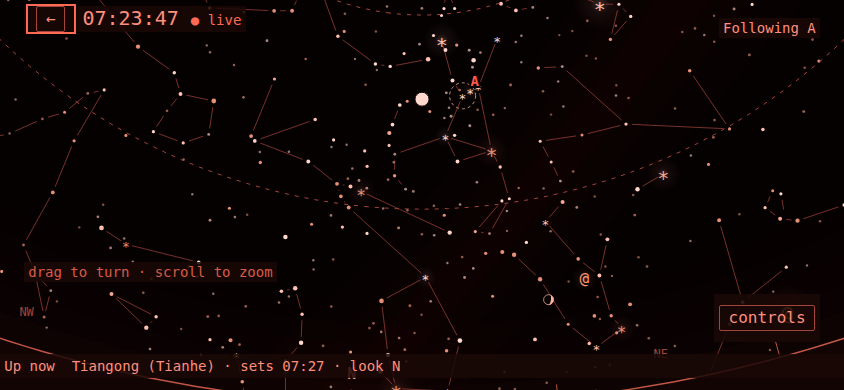 ← 07:23:47 ● live
Following A
A
drag to turn · scroll to zoom
@
NW
controls
NE
Up now Tiangong (Tianhe) · sets 07:27 · look N